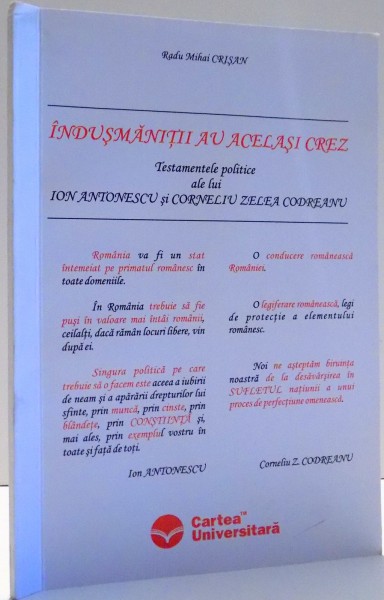 Radu Mihai CRIŞAN
ÎNDUŞMĂNIŢII AU ACELAŞI CREZ
Testamentele politice
ale lui
ION ANTONESCU şi CORNELIU ZELEA CODREANU
România va fi un stat
întemeiat pe primatul românesc în
toate domeniile.
În România trebuie să fie
puşi în valoare mai întâi românii,
ceilalţi, dacă rămân locuri libere, vin
după ei.
Singura politică pe care
trebuie să o facem este aceea a iubirii
de neam şi a apărării drepturilor lui
sfinte, prin muncă, prin cinste, prin
blândeţe, prin CONŞTIINŢĂ şi,
mai ales, prin exemplul vostru în
toate şi faţă de toţi.
Ion ANTONESCU
O conducere românească
României.
O legiferare românească, legi
de protecţie a elementului
românesc.
Noi ne aşteptăm biruinţa
noastră de la desăvârşirea în
SUFLETUL naţiunii a unui
proces de perfecţiune omenească.
Corneliu Z. CODREANU
Cartea™
Universitară